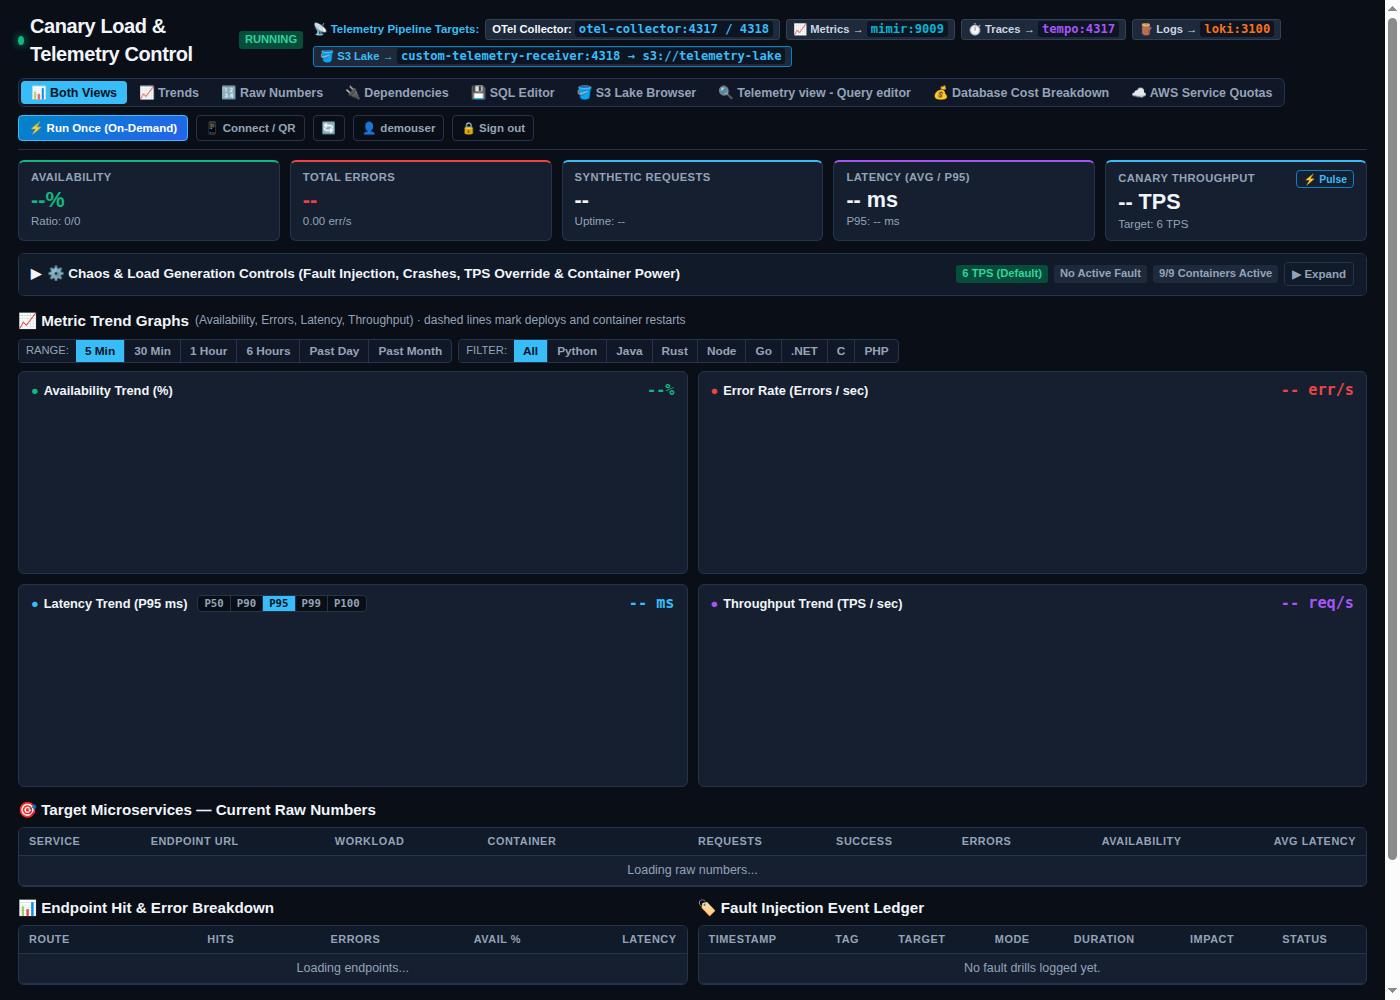 Canary Load & Telemetry Control
RUNNING
📡 Telemetry Pipeline Targets: OTel Collector: otel-collector:4317 / 4318 📈 Metrics → mimir:9009 ⏱️ Traces → tempo:4317 🪵 Logs → loki:3100
🪣 S3 Lake → custom-telemetry-receiver:4318 → s3://telemetry-lake
📊 Both Views 📈 Trends 🔢 Raw Numbers 🔌 Dependencies 💾 SQL Editor 🪣 S3 Lake Browser 🔍 Telemetry view - Query editor 💰 Database Cost Breakdown ☁️ AWS Service Quotas
⚡ Run Once (On-Demand) 📱 Connect / QR 🔄 👤 demouser 🔒 Sign out
AVAILABILITY
--%
Ratio: 0/0
TOTAL ERRORS
--
0.00 err/s
SYNTHETIC REQUESTS
--
Uptime: --
LATENCY (AVG / P95)
-- ms
P95: -- ms
CANARY THROUGHPUT ⚡ Pulse
-- TPS
Target: 6 TPS
▶ ⚙️ Chaos & Load Generation Controls (Fault Injection, Crashes, TPS Override & Container Power) 6 TPS (Default) No Active Fault 9/9 Containers Active ▶ Expand
📈 Metric Trend Graphs (Availability, Errors, Latency, Throughput) · dashed lines mark deploys and container restarts
RANGE: 5 Min 30 Min 1 Hour 6 Hours Past Day Past Month FILTER: All Python Java Rust Node Go .NET C PHP
● Availability Trend (%) --%
● Error Rate (Errors / sec) -- err/s
● Latency Trend (P95 ms) P50 P90 P95 P99 P100 -- ms
● Throughput Trend (TPS / sec) -- req/s
🎯 Target Microservices — Current Raw Numbers
SERVICE ENDPOINT URL WORKLOAD CONTAINER REQUESTS SUCCESS ERRORS AVAILABILITY AVG LATENCY
Loading raw numbers...
📊 Endpoint Hit & Error Breakdown
ROUTE HITS ERRORS AVAIL % LATENCY
Loading endpoints...
🏷️ Fault Injection Event Ledger
TIMESTAMP TAG TARGET MODE DURATION IMPACT STATUS
No fault drills logged yet.